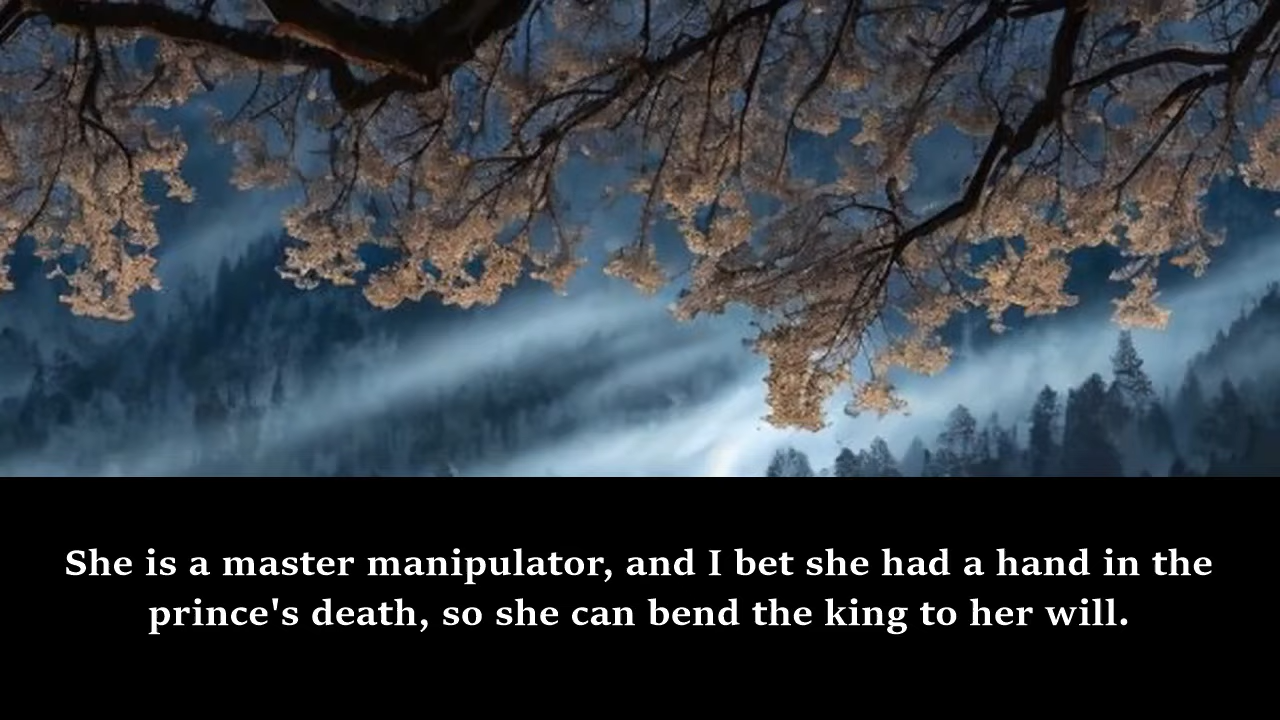 She is a master manipulator, and I bet she had a hand in the
prince's death, so she can bend the king to her will.